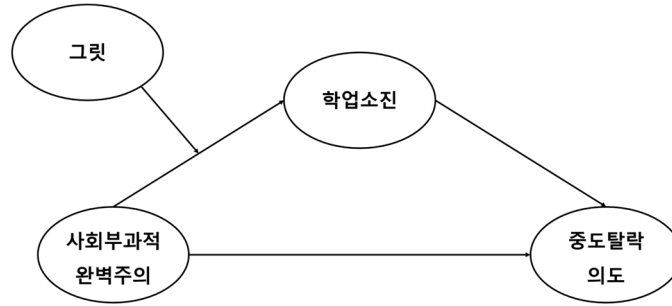 그릿
학업소진
사회부과적
완벽주의
중도탈락
의도